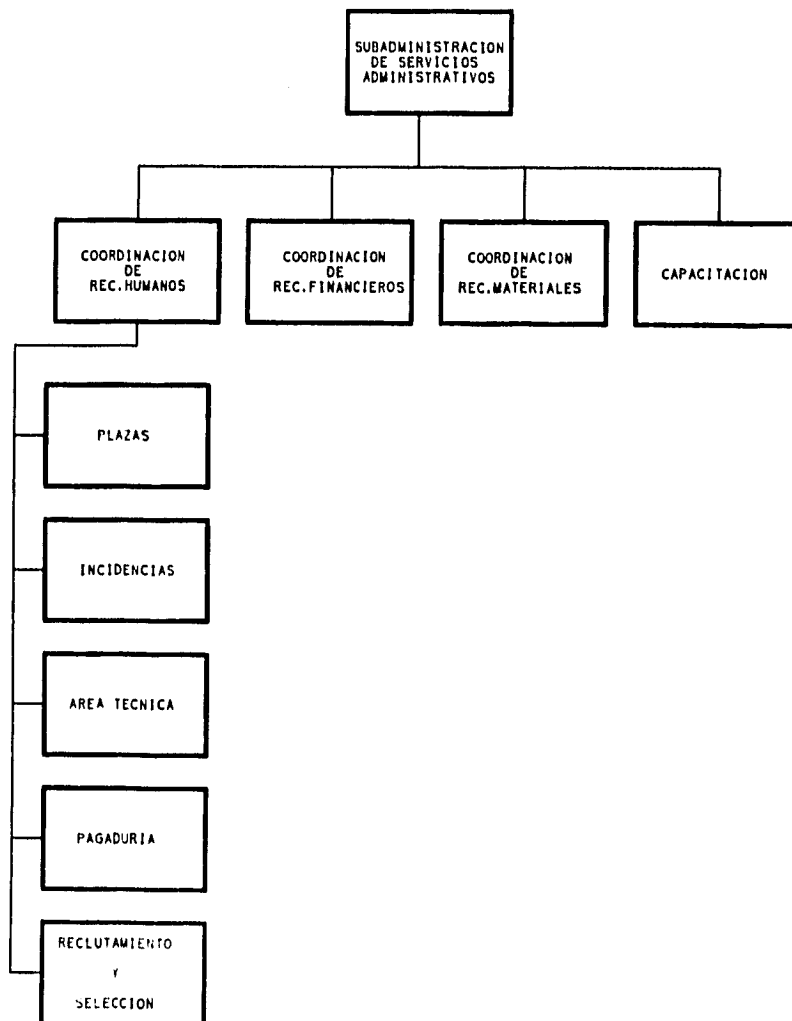 SUBADMINISTRACION
DE SERVICIOS
ADMINISTRATIVOS
COORDINACION
DE
REC.HUMANOS
COORDINACION
DE
REC.FINANCIEROS
COORDINACION
DE
REC.MATERIALES
CAPACITACION
PLAZAS
INCIDENCIAS
AREA TECNICA
PAGADURIA
RECLUTAMIENTO
Y
SELECCION